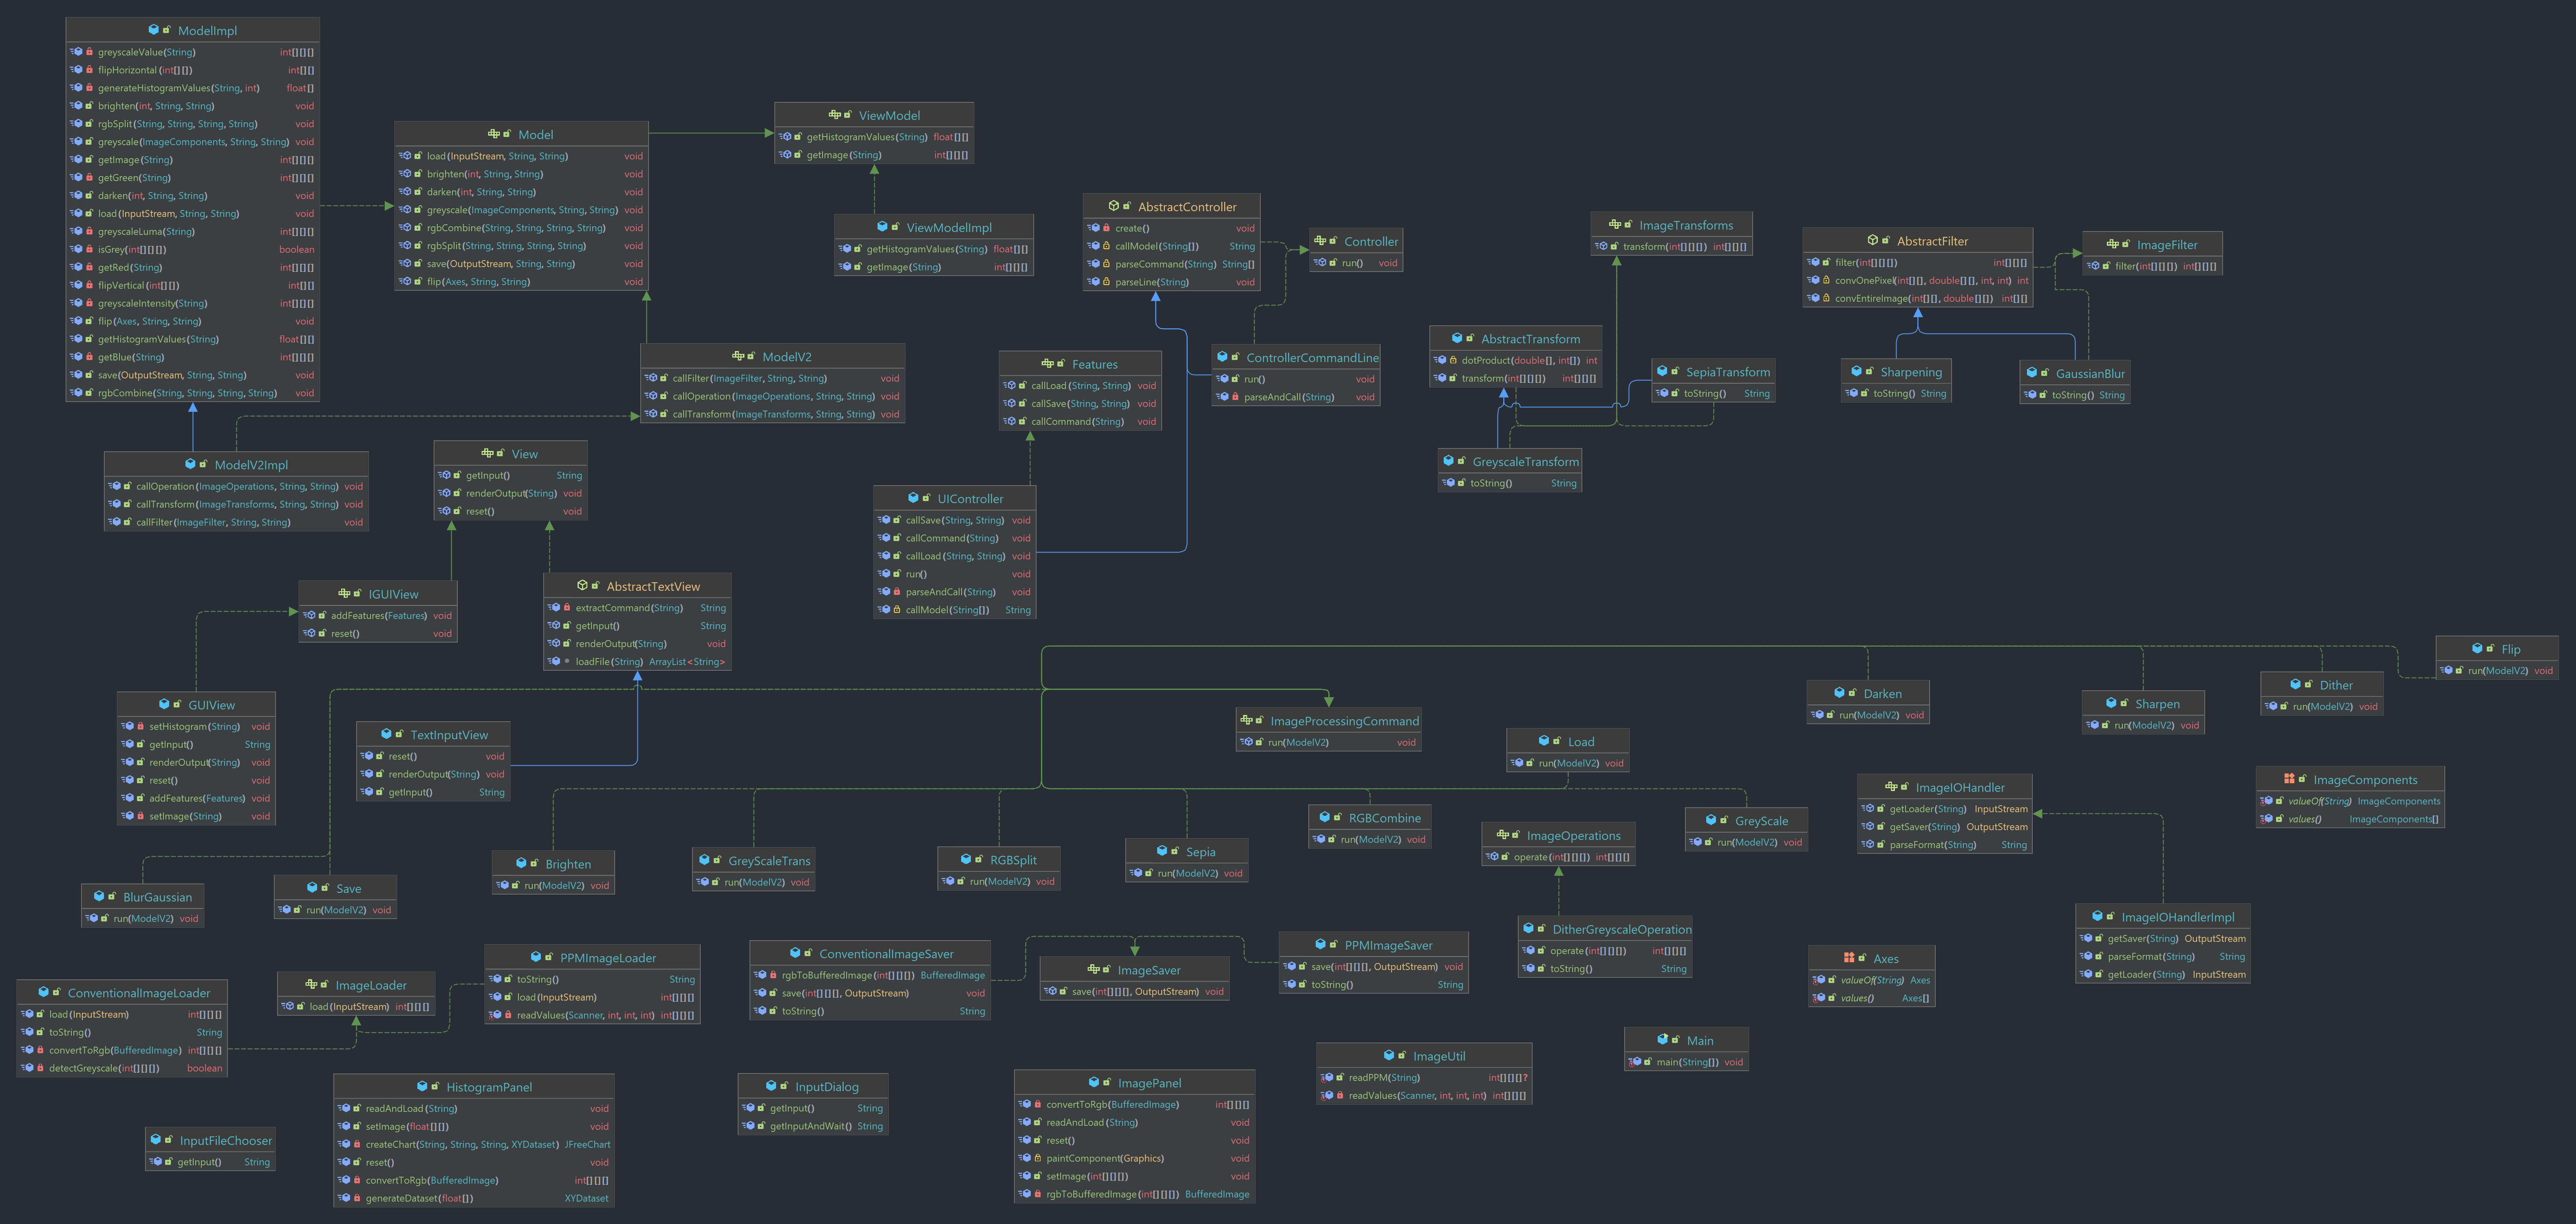 ModelImpl
greyscaleValue(String) int[][][]
flipHorizontal(int[][]) int[][]
generateHistogramValues(String, int) float[]
brighten(int, String, String) void
rgbSplit(String, String, String, String) void
greyscale(ImageComponents, String, String) void
getImage(String) int[][][]
getGreen(String) int[][][]
darken(int, String, String) void
load(InputStream, String, String) void
greyscaleLuma(String) int[][][]
isGrey(int[][][]) boolean
getRed(String) int[][][]
flipVertical(int[][]) int[][]
greyscaleIntensity(String) int[][][]
flip(Axes, String, String) void
getHistogramValues(String) float[][]
getBlue(String) int[][][]
save(OutputStream, String, String) void
rgbCombine(String, String, String, String) void
Model
load(InputStream, String, String) void
brighten(int, String, String) void
darken(int, String, String) void
greyscale(ImageComponents, String, String) void
rgbCombine(String, String, String, String) void
rgbSplit(String, String, String, String) void
save(OutputStream, String, String) void
flip(Axes, String, String) void
ViewModel
getHistogramValues(String) float[][]
getImage(String) int[][][]
ViewModelImpl
getHistogramValues(String) float[][]
getImage(String) int[][][]
AbstractController
create() void
callModel(String[]) String
parseCommand(String) String[]
parseLine(String) void
Controller
run() void
ImageTransforms
transform(int[][][]) int[][][]
AbstractFilter
filter(int[][][]) int[][][]
convOnePixel(int[][], double[][], int, int) int
convEntireImage(int[][], double[][]) int[][]
ImageFilter
filter(int[][][]) int[][][]
ModelV2
callFilter(ImageFilter, String, String) void
callOperation(ImageOperations, String, String) void
callTransform(ImageTransforms, String, String) void
Features
callLoad(String, String) void
callSave(String, String) void
callCommand(String) void
ControllerCommandLine
run() void
parseAndCall(String) void
AbstractTransform
dotProduct(double[], int[]) int
transform(int[][][]) int[][][]
SepiaTransform
toString() String
Sharpening
toString() String
GaussianBlur
toString() String
ModelV2Impl
callOperation(ImageOperations, String, String) void
callTransform(ImageTransforms, String, String) void
callFilter(ImageFilter, String, String) void
View
getInput() String
renderOutput(String) void
reset() void
GreyscaleTransform
toString() String
UIController
callSave(String, String) void
callCommand(String) void
callLoad(String, String) void
run() void
parseAndCall(String) void
callModel(String[]) String
IGUIView
addFeatures(Features) void
reset() void
AbstractTextView
extractCommand(String) String
getInput() String
renderOutput(String) void
loadFile(String) ArrayList<String>
GUIView
setHistogram(String) void
getInput() String
renderOutput(String) void
reset() void
addFeatures(Features) void
setImage(String) void
TextInputView
reset() void
renderOutput(String) void
getInput() String
ImageProcessingCommand
run(ModelV2) void
Darken
run(ModelV2) void
Sharpen
run(ModelV2) void
Dither
run(ModelV2) void
Flip
run(ModelV2) void
Load
run(ModelV2) void
ImageIOHandler
getLoader(String) InputStream
getSaver(String) OutputStream
parseFormat(String) String
ImageComponents
valueOf(String) ImageComponents
values() ImageComponents[]
BlurGaussian
run(ModelV2) void
Save
run(ModelV2) void
Brighten
run(ModelV2) void
GreyScaleTrans
run(ModelV2) void
RGBSplit
run(ModelV2) void
Sepia
run(ModelV2) void
RGBCombine
run(ModelV2) void
ImageOperations
operate(int[][][]) int[][][]
GreyScale
run(ModelV2) void
DitherGreyscaleOperation
operate(int[][][]) int[][][]
toString() String
ImageIOHandlerImpl
getSaver(String) OutputStream
parseFormat(String) String
getLoader(String) InputStream
ConventionalImageLoader
load(InputStream) int[][][]
toString() String
convertToRgb(BufferedImage) int[][][]
detectGreyscale(int[][][]) boolean
ImageLoader
load(InputStream) int[][][]
PPMImageLoader
toString() String
load(InputStream) int[][][]
readValues(Scanner, int, int, int) int[][][]
ConventionalImageSaver
rgbToBufferedImage(int[][][]) BufferedImage
save(int[][][], OutputStream) void
toString() String
ImageSaver
save(int[][][], OutputStream) void
PPMImageSaver
save(int[][][], OutputStream) void
toString() String
Axes
valueOf(String) Axes
values() Axes[]
Main
main(String[]) void
ImageUtil
readPPM(String) int[][][]?
readValues(Scanner, int, int, int) int[][][]
InputFileChooser
getInput() String
HistogramPanel
readAndLoad(String) void
setImage(float[][]) void
createChart(String, String, String, XYDataset) JFreeChart
reset() void
convertToRgb(BufferedImage) int[][][]
generateDataset(float[]) XYDataset
InputDialog
getInput() String
getInputAndWait() String
ImagePanel
convertToRgb(BufferedImage) int[][][]
readAndLoad(String) void
reset() void
paintComponent(Graphics) void
setImage(int[][][]) void
rgbToBufferedImage(int[][][]) BufferedImage